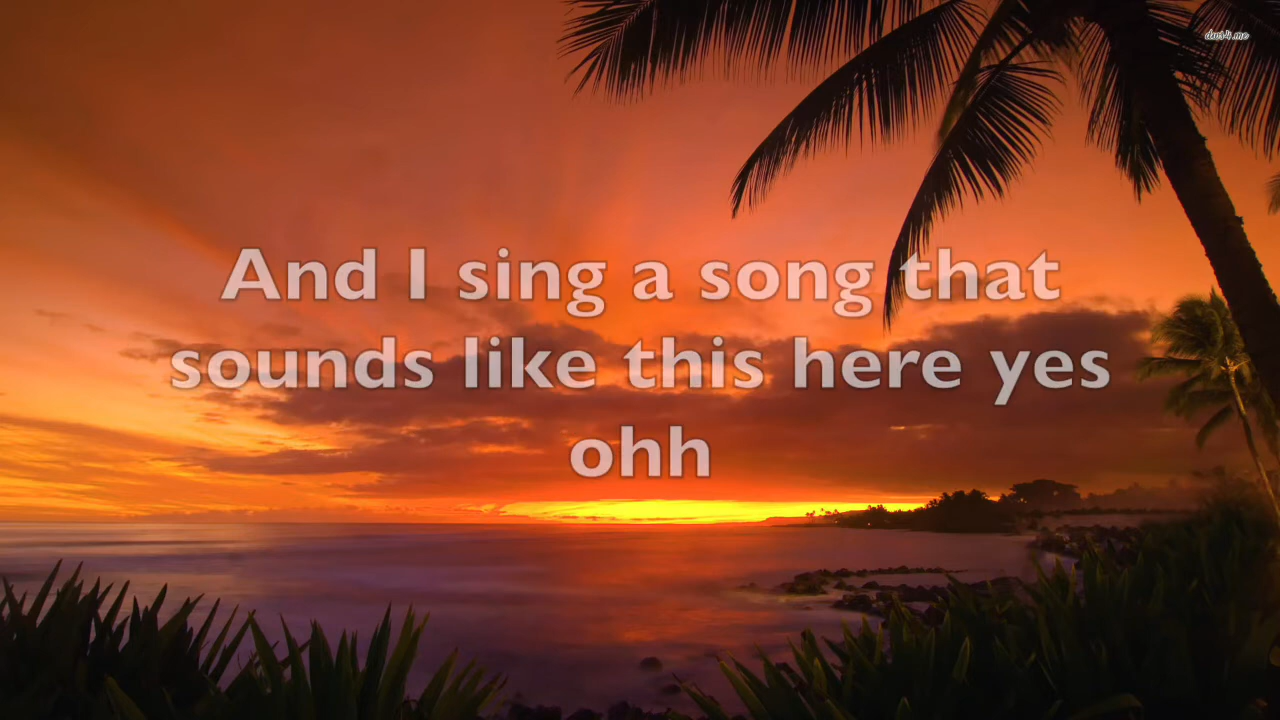 And I sing a song that
sounds like this here yes
ohh